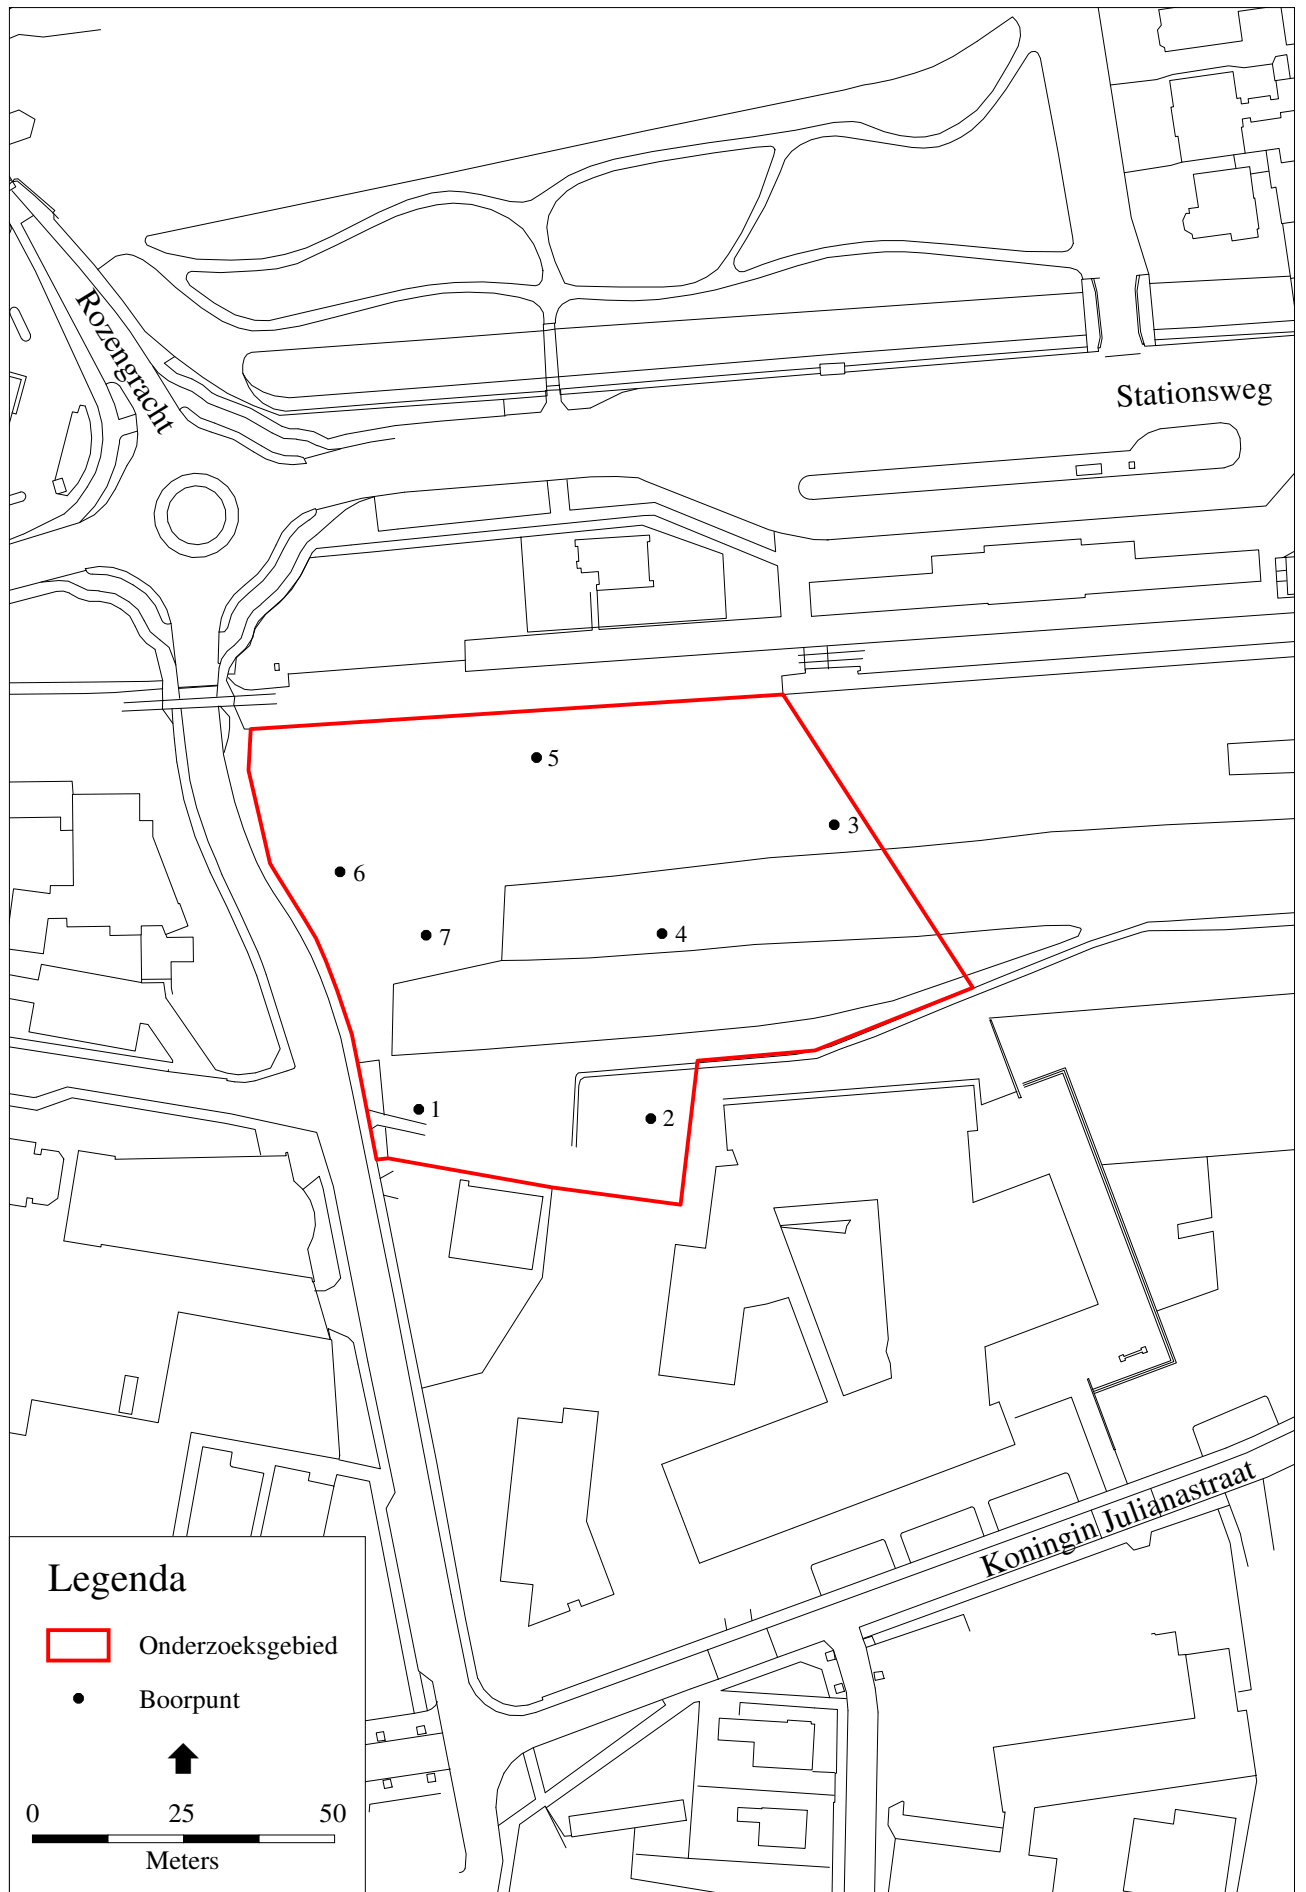 Rozengracht
Stationsweg
5
3
6
7
4
1
2
Koningin Julianastraat
Legenda
Onderzoeksgebied
Boorpunt
0 25 50
Meters